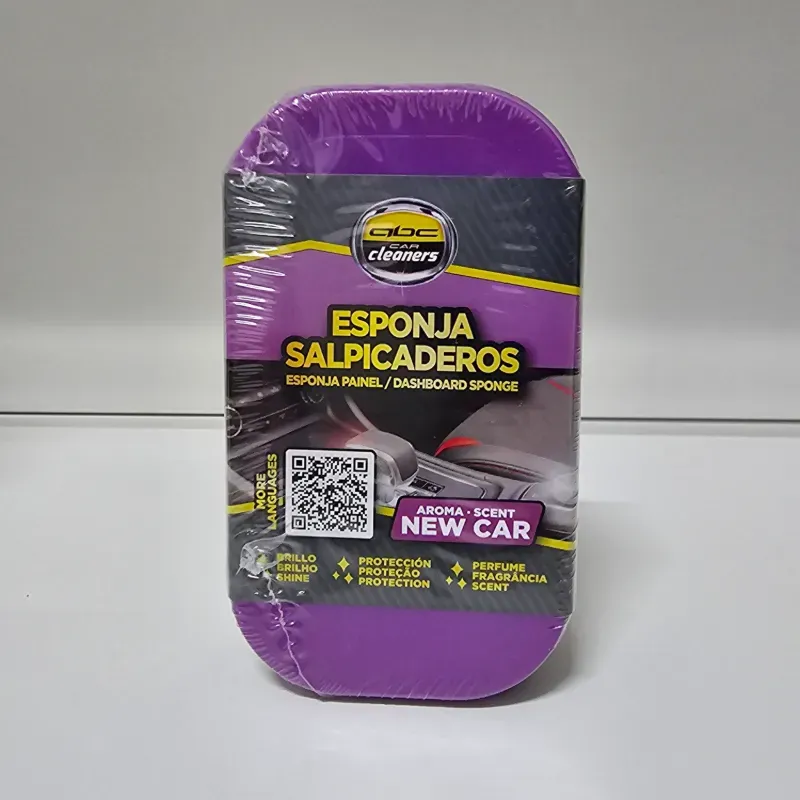 qbc
CAR
cleaners
ESPONJA
SALPICADEROS
ESPONJA PAINEL / DASHBOARD SPONGE
MORE
LANGUAGES
AROMA · SCENT
NEW CAR
BRILLO
BRILHO
SHINE
PROTECCIÓN
PROTEÇÃO
PROTECTION
PERFUME
FRAGRÂNCIA
SCENT